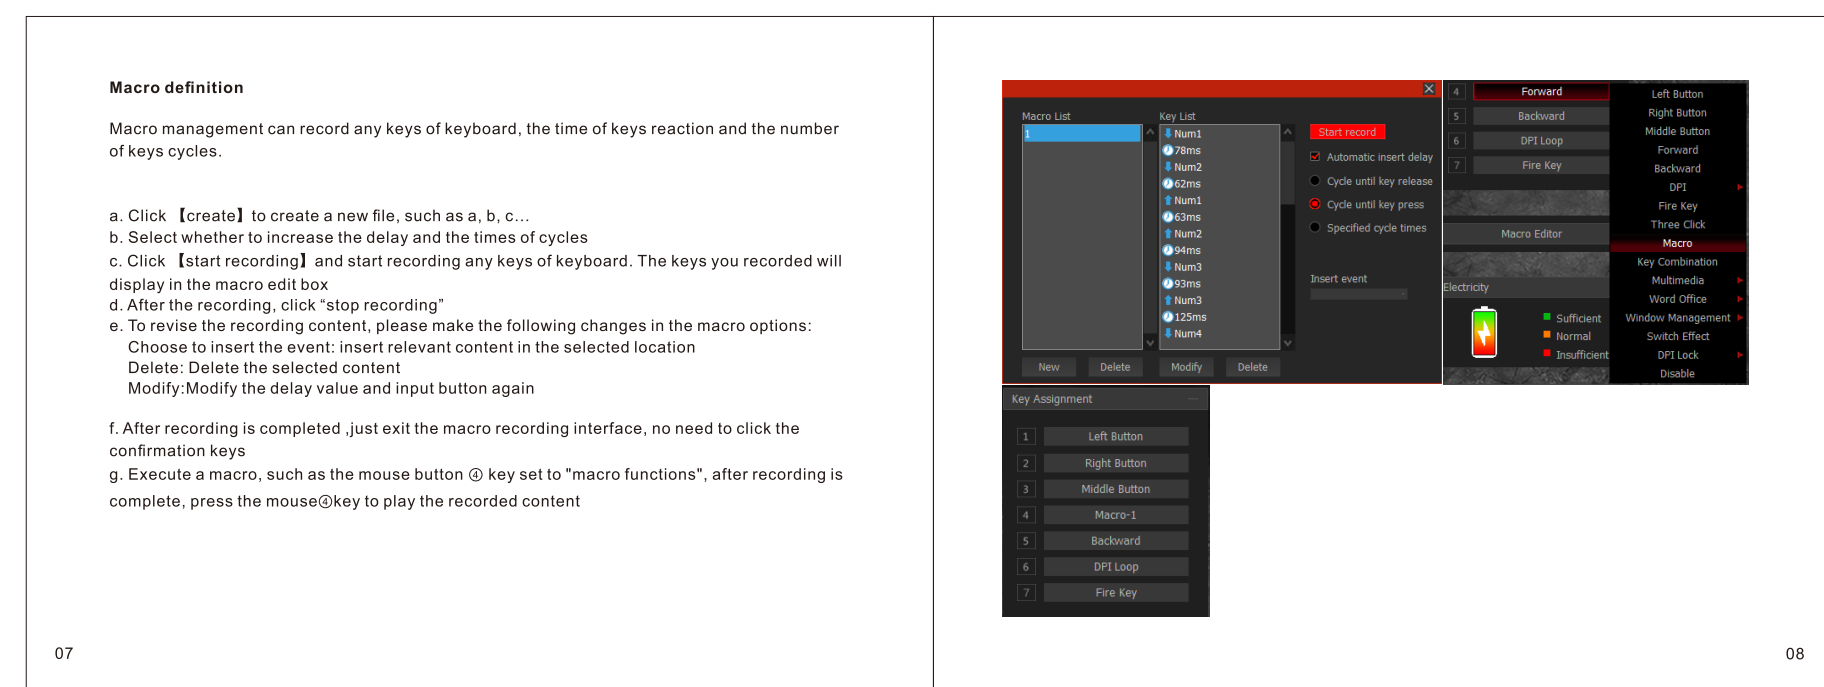 Macro definition
Macro management can record any keys of keyboard, the time of keys reaction and the number
of keys cycles.
a. Click 【create】to create a new file, such as a, b, c...
b. Select whether to increase the delay and the times of cycles
c. Click 【start recording】and start recording any keys of keyboard. The keys you recorded will
display in the macro edit box
d. After the recording, click “stop recording”
e. To revise the recording content, please make the following changes in the macro options:
Choose to insert the event: insert relevant content in the selected location
Delete: Delete the selected content
Modify:Modify the delay value and input button again
f. After recording is completed ,just exit the macro recording interface, no need to click the
confirmation keys
g. Execute a macro, such as the mouse button ④ key set to "macro functions", after recording is
complete, press the mouse④key to play the recorded content
07
Macro List
1
New
Delete
Key List
Num1
78ms
Num2
62ms
Num1
63ms
Num2
94ms
Num3
93ms
Num3
125ms
Num4
Modify
Delete
Start record
Automatic insert delay
Cycle until key release
Cycle until key press
Specified cycle times
Insert event
4 Forward
5 Backward
6 DPI Loop
7 Fire Key
Macro Editor
Electricity
Sufficient
Normal
Insufficient
Left Button
Right Button
Middle Button
Forward
Backward
DPI
Fire Key
Three Click
Macro
Key Combination
Multimedia
Word Office
Window Management
Switch Effect
DPI Lock
Disable
Key Assignment
1 Left Button
2 Right Button
3 Middle Button
4 Macro-1
5 Backward
6 DPI Loop
7 Fire Key
08